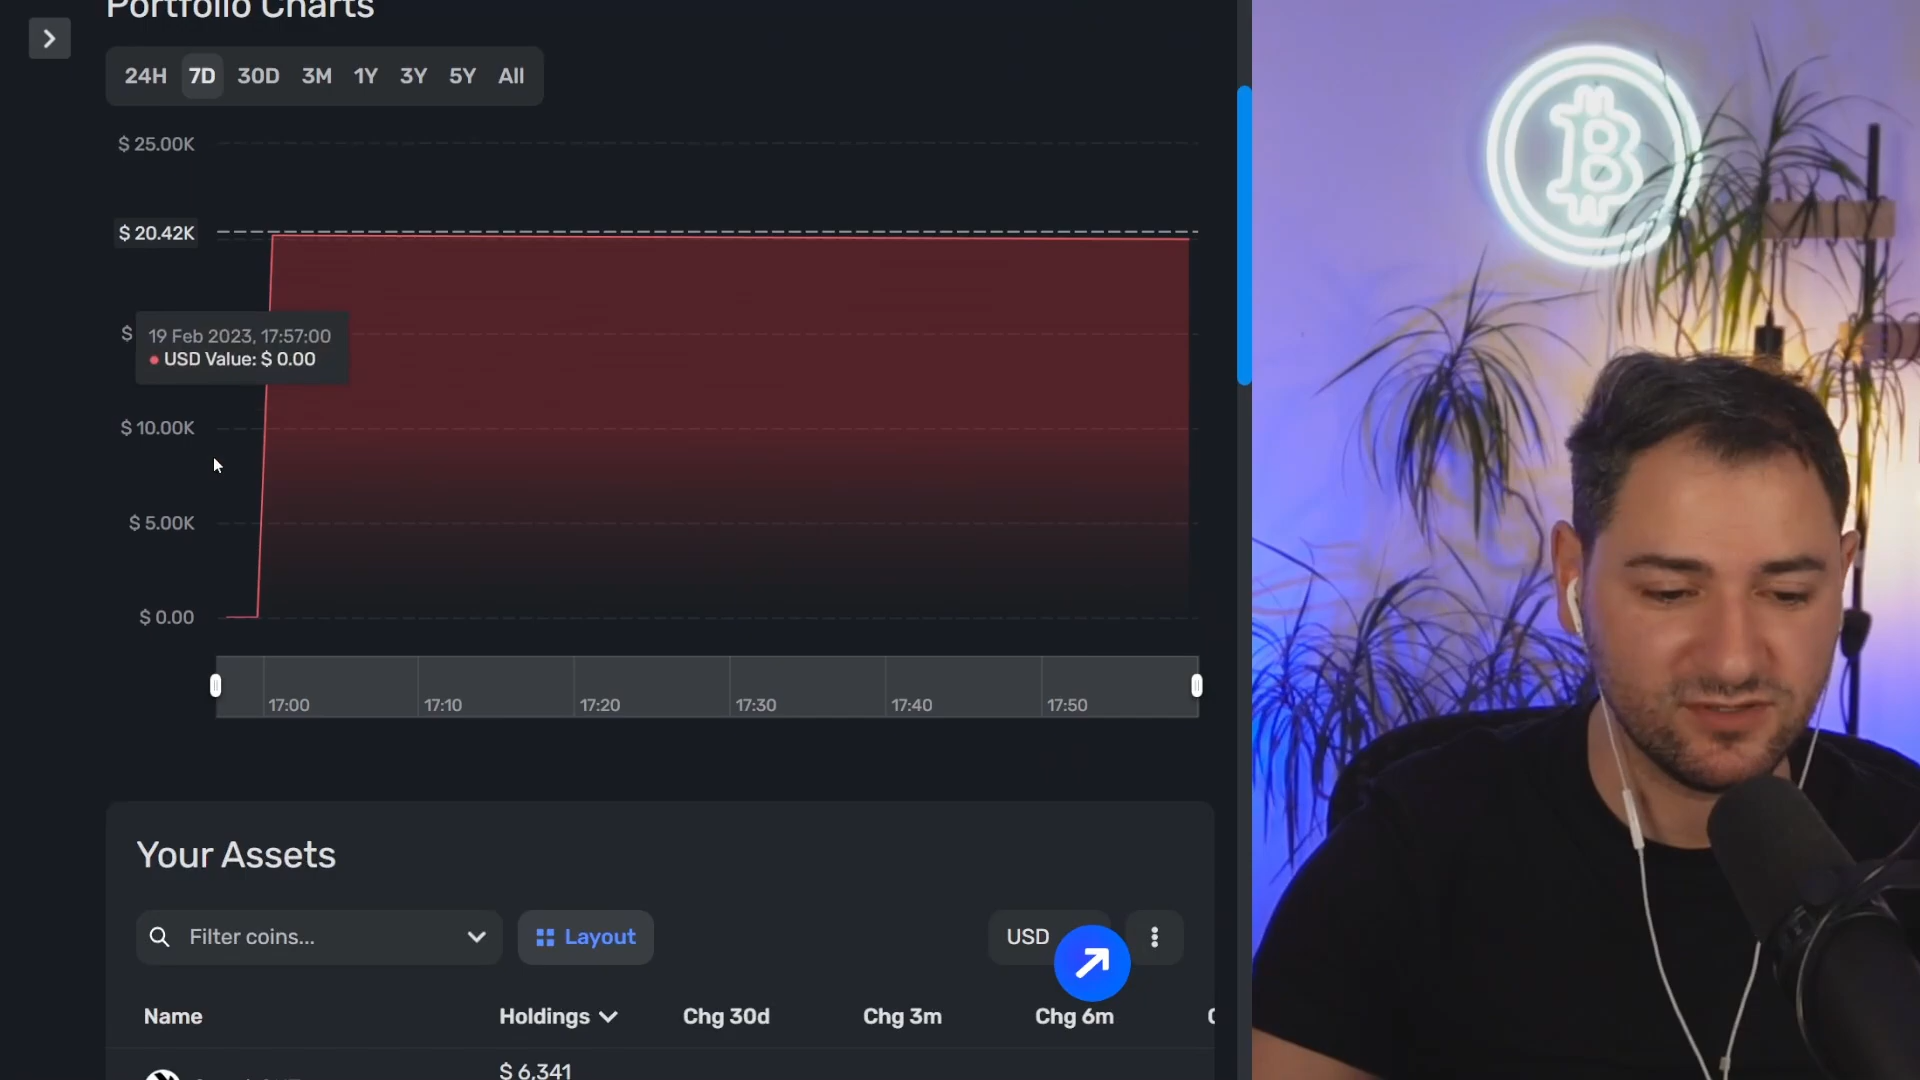 Portfolio Charts
24H 7D 30D 3M 1Y 3Y 5Y All
$ 25.00K
$ 20.42K
$
19 Feb 2023, 17:57:00
USD Value: $ 0.00
$ 10.00K
$ 5.00K
$ 0.00
17:00 17:10 17:20 17:30 17:40 17:50
Your Assets
Filter coins... Layout USD
Name Holdings Chg 30d Chg 3m Chg 6m
$ 6,341